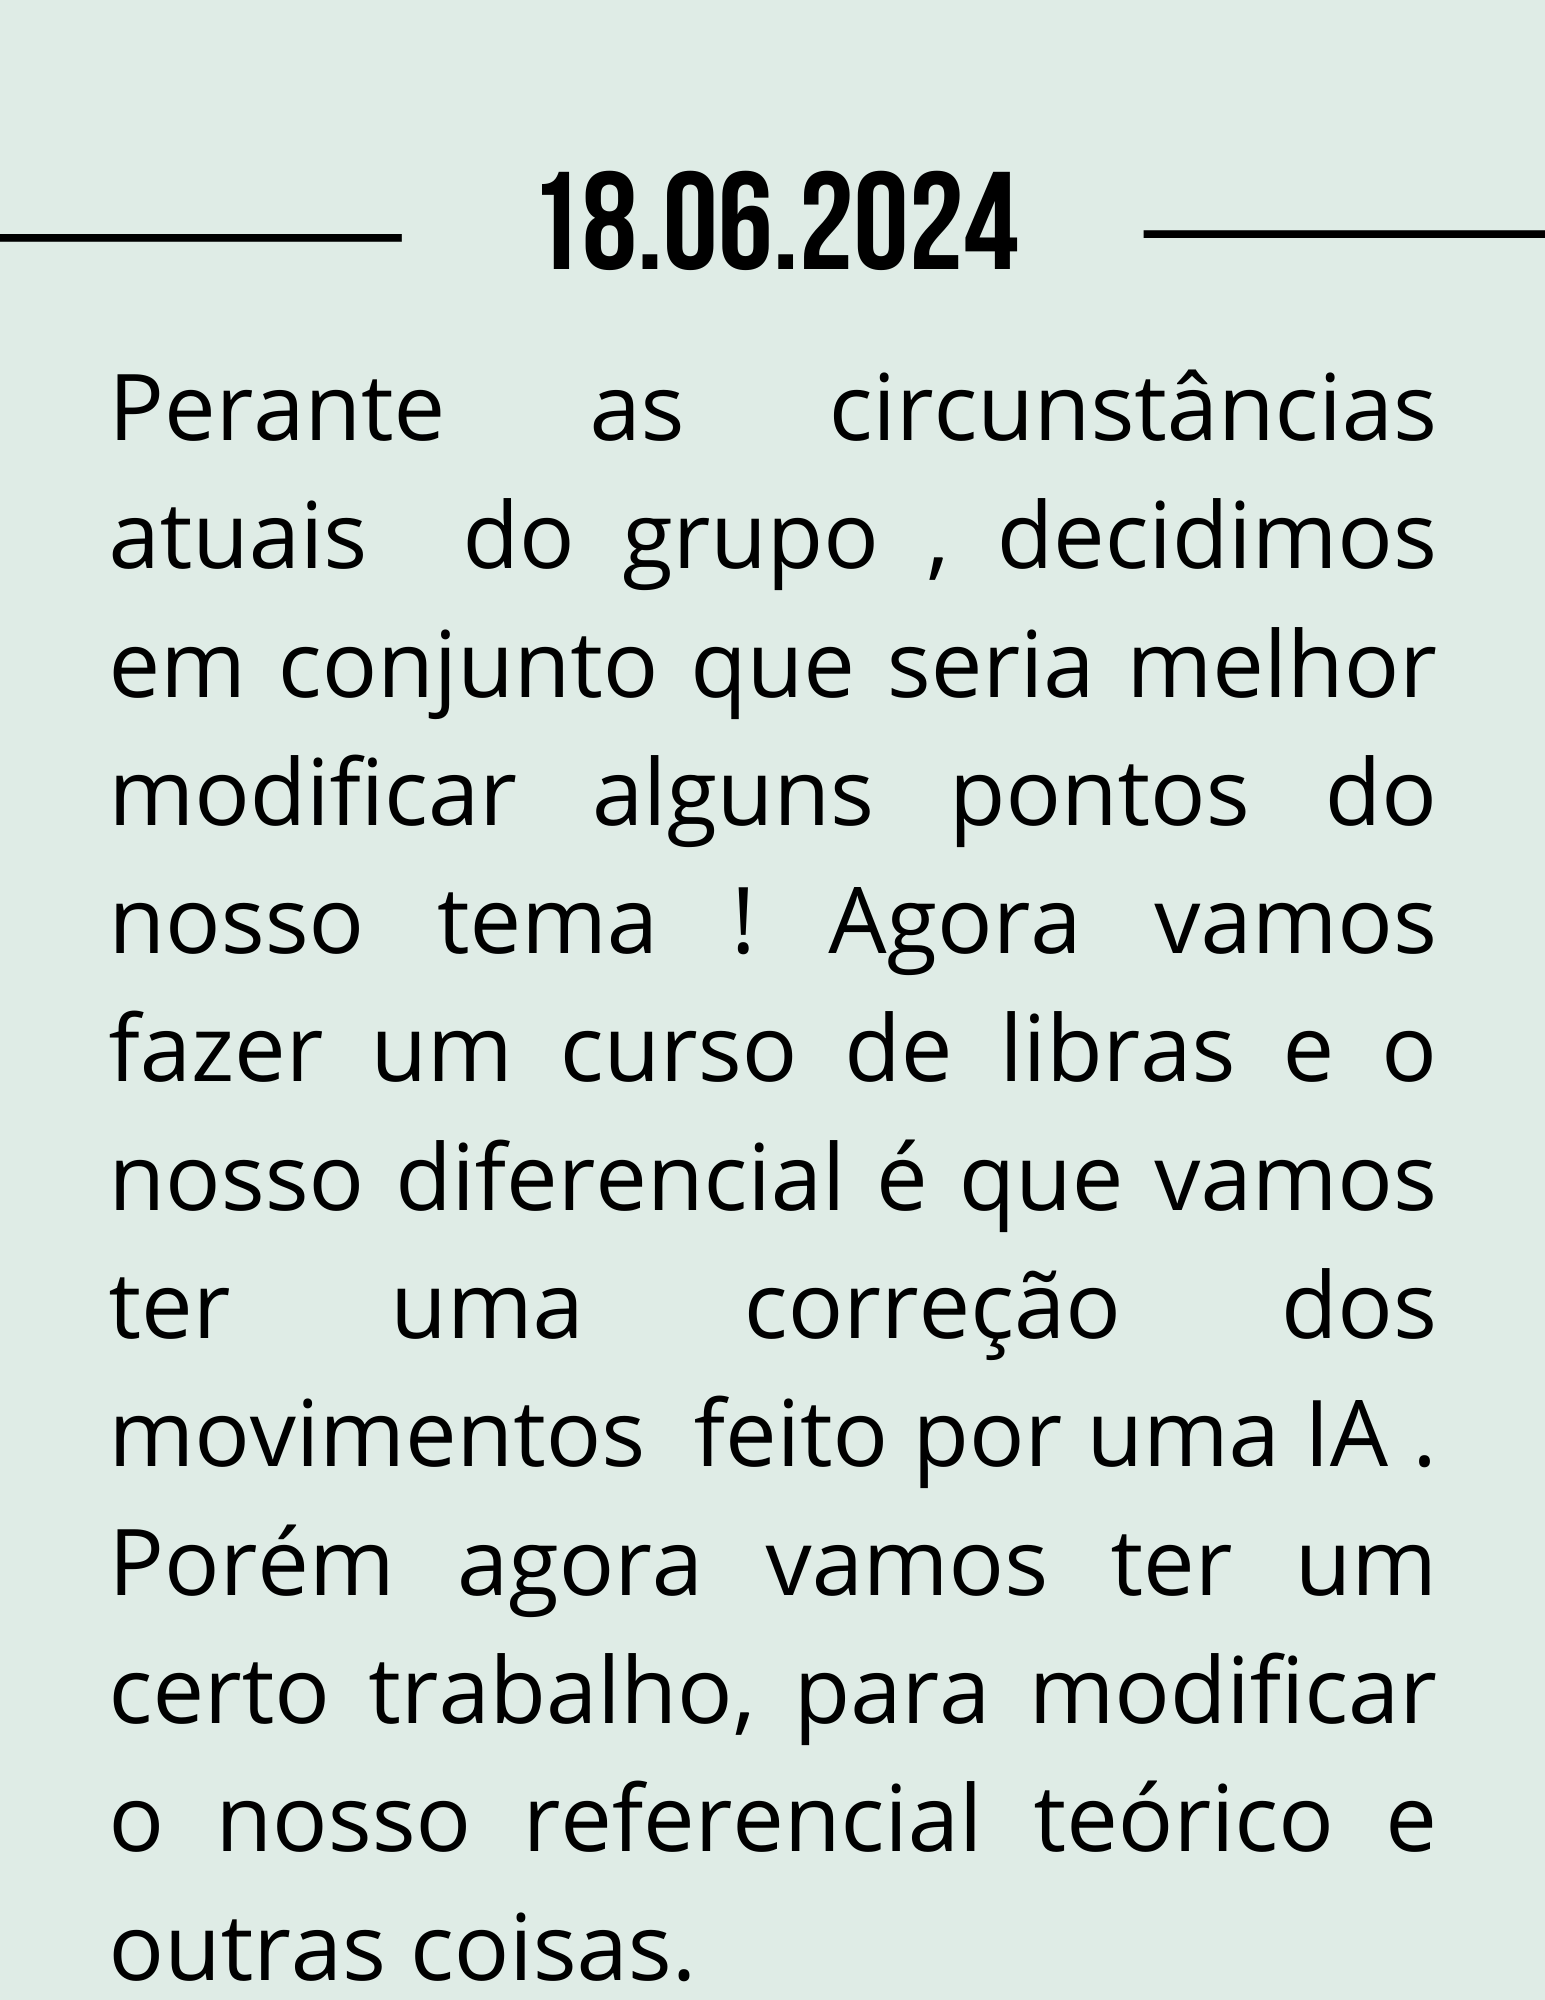 18.06.2024
Perante as circunstâncias
atuais do grupo , decidimos
em conjunto que seria melhor
modificar alguns pontos do
nosso tema ! Agora vamos
fazer um curso de libras e o
nosso diferencial é que vamos
ter uma correção dos
movimentos feito por uma IA .
Porém agora vamos ter um
certo trabalho, para modificar
o nosso referencial teórico e
outras coisas.